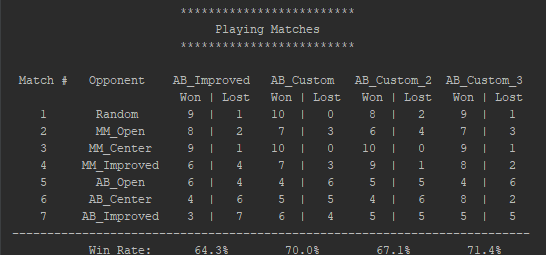 *************************
Playing Matches
*************************
Match # Opponent AB_Improved AB_Custom AB_Custom_2 AB_Custom_3
Won | Lost Won | Lost Won | Lost Won | Lost
1 Random 9 | 1 10 | 0 8 | 2 9 | 1
2 MM_Open 8 | 2 7 | 3 6 | 4 7 | 3
3 MM_Center 9 | 1 10 | 0 10 | 0 9 | 1
4 MM_Improved 6 | 4 7 | 3 9 | 1 8 | 2
5 AB_Open 6 | 4 4 | 6 5 | 5 4 | 6
6 AB_Center 4 | 6 5 | 5 4 | 6 8 | 2
7 AB_Improved 3 | 7 6 | 4 5 | 5 5 | 5
--------------------------------------------------------------------------
Win Rate: 64.3% 70.0% 67.1% 71.4%